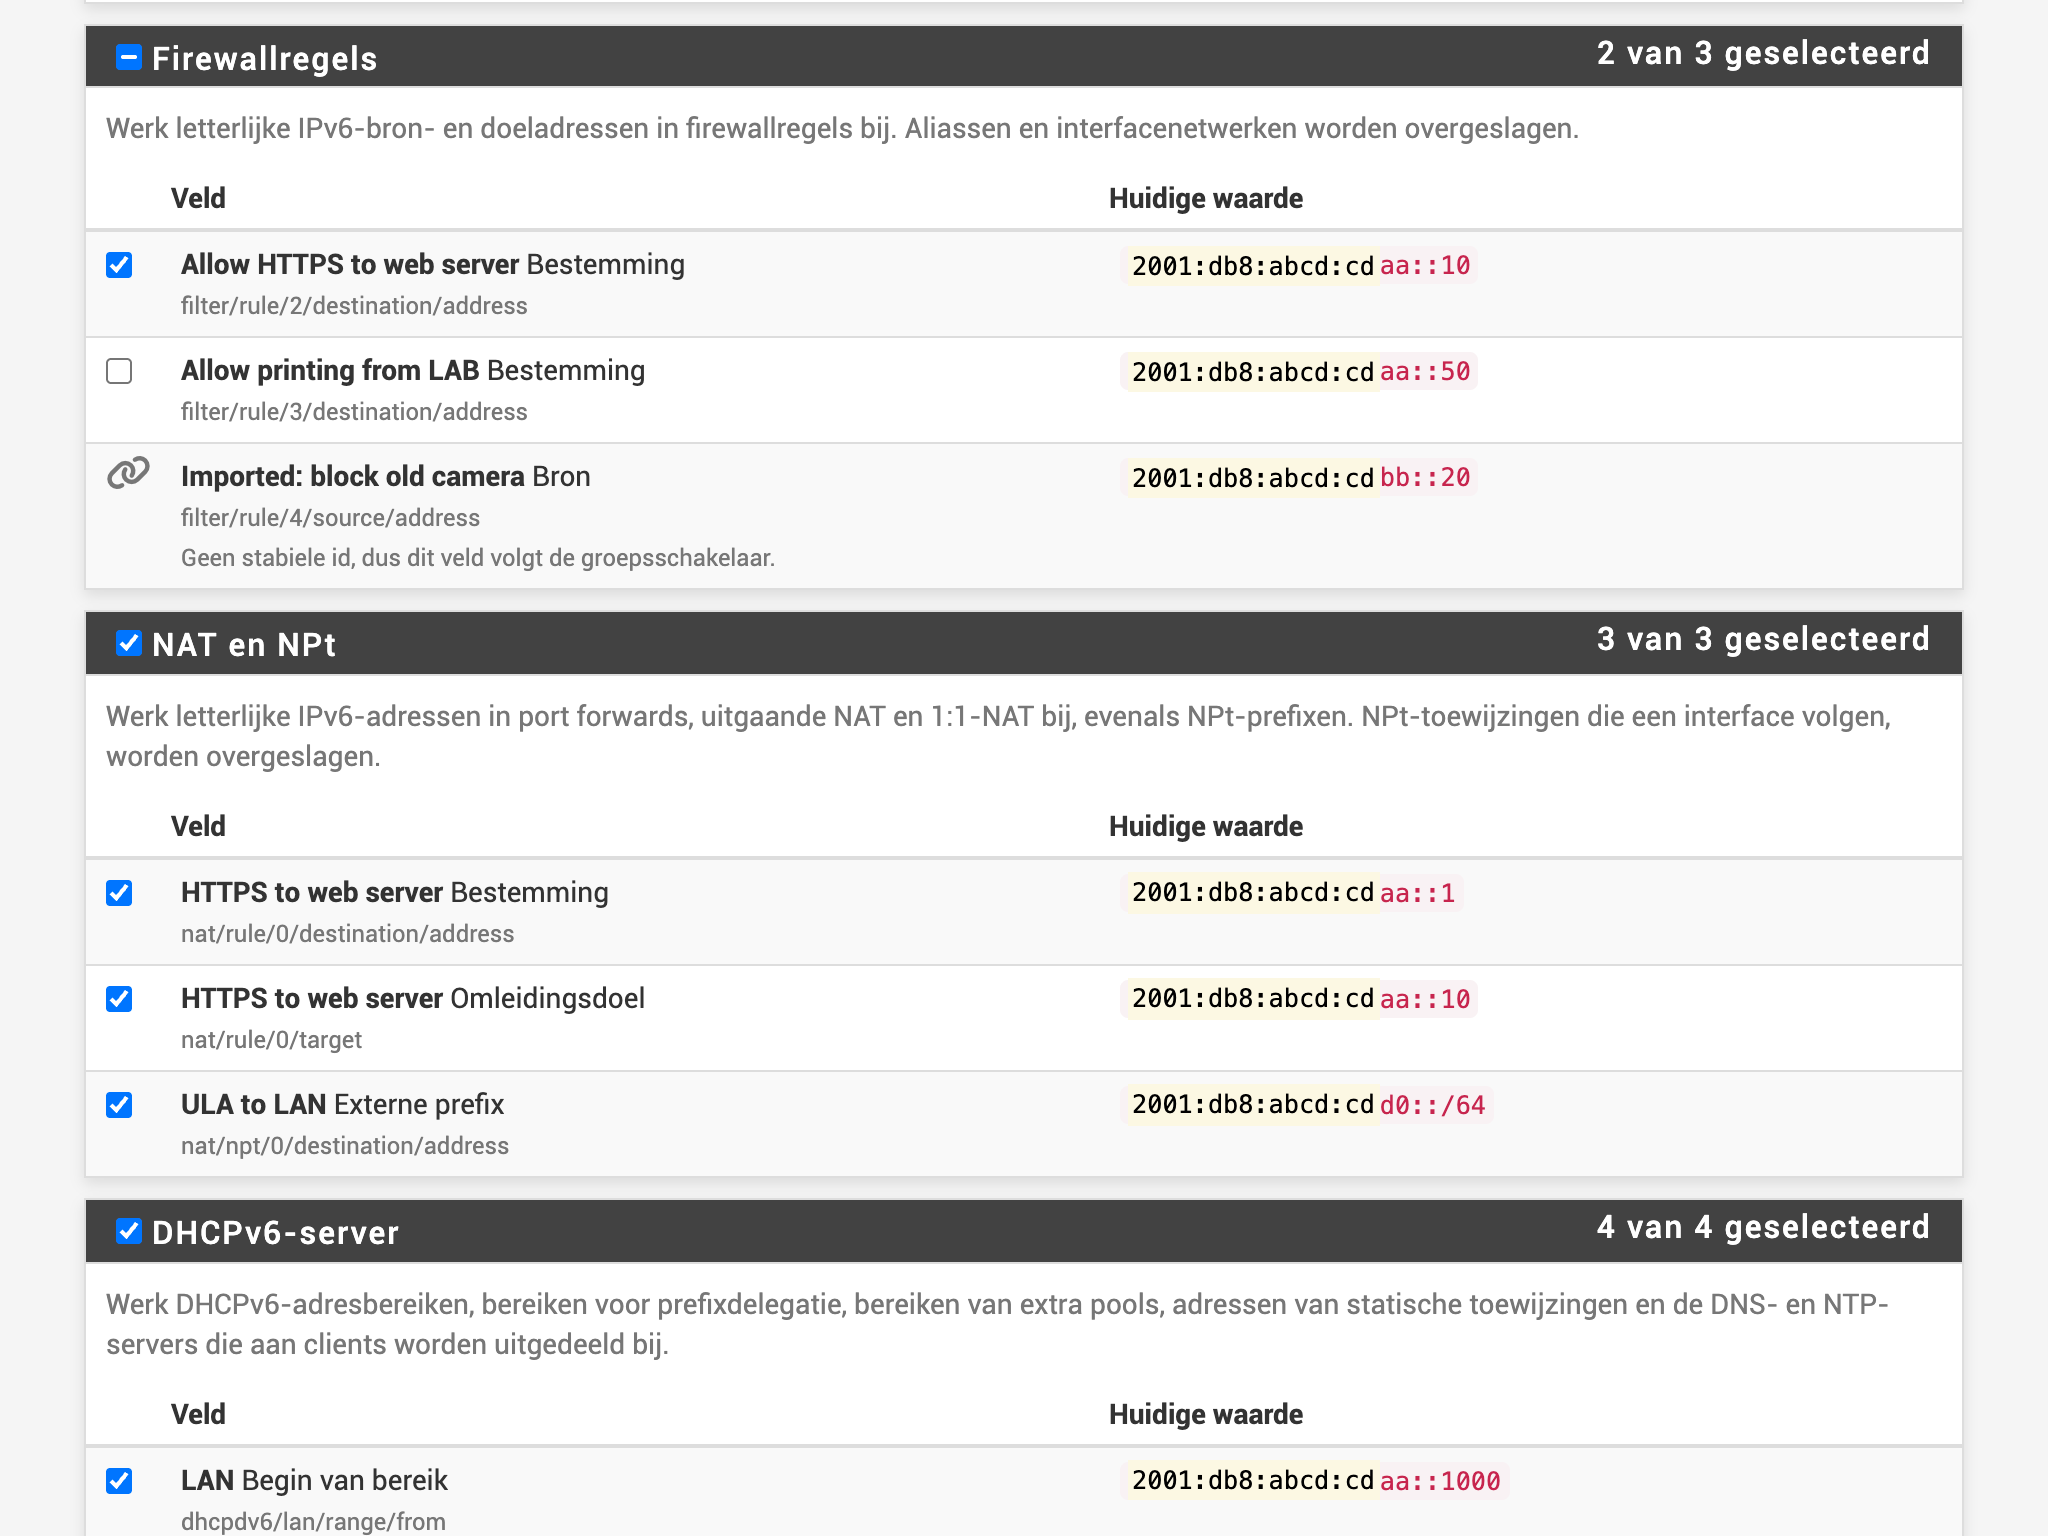 Firewallregels
2 van 3 geselecteerd
Werk letterlijke IPv6-bron- en doeladressen in firewallregels bij. Aliassen en interfacenetwerken worden overgeslagen.
Veld
Huidige waarde
Allow HTTPS to web server Bestemming
2001:db8:abcd:cdaa::10
filter/rule/2/destination/address
Allow printing from LAB Bestemming
2001:db8:abcd:cdaa::50
filter/rule/3/destination/address
Imported: block old camera Bron
2001:db8:abcd:cdbb::20
filter/rule/4/source/address
Geen stabiele id, dus dit veld volgt de groepsschakelaar.
NAT en NPt
3 van 3 geselecteerd
Werk letterlijke IPv6-adressen in port forwards, uitgaande NAT en 1:1-NAT bij, evenals NPt-prefixen. NPt-toewijzingen die een interface volgen,
worden overgeslagen.
Veld
Huidige waarde
HTTPS to web server Bestemming
2001:db8:abcd:cdaa::1
nat/rule/0/destination/address
HTTPS to web server Omleidingsdoel
2001:db8:abcd:cdaa::10
nat/rule/0/target
ULA to LAN Externe prefix
2001:db8:abcd:cdd0::/64
nat/npt/0/destination/address
DHCPv6-server
4 van 4 geselecteerd
Werk DHCPv6-adresbereiken, bereiken voor prefixdelegatie, bereiken van extra pools, adressen van statische toewijzingen en de DNS- en NTP-
servers die aan clients worden uitgedeeld bij.
Veld
Huidige waarde
LAN Begin van bereik
2001:db8:abcd:cdaa::1000
dhcpdv6/lan/range/from